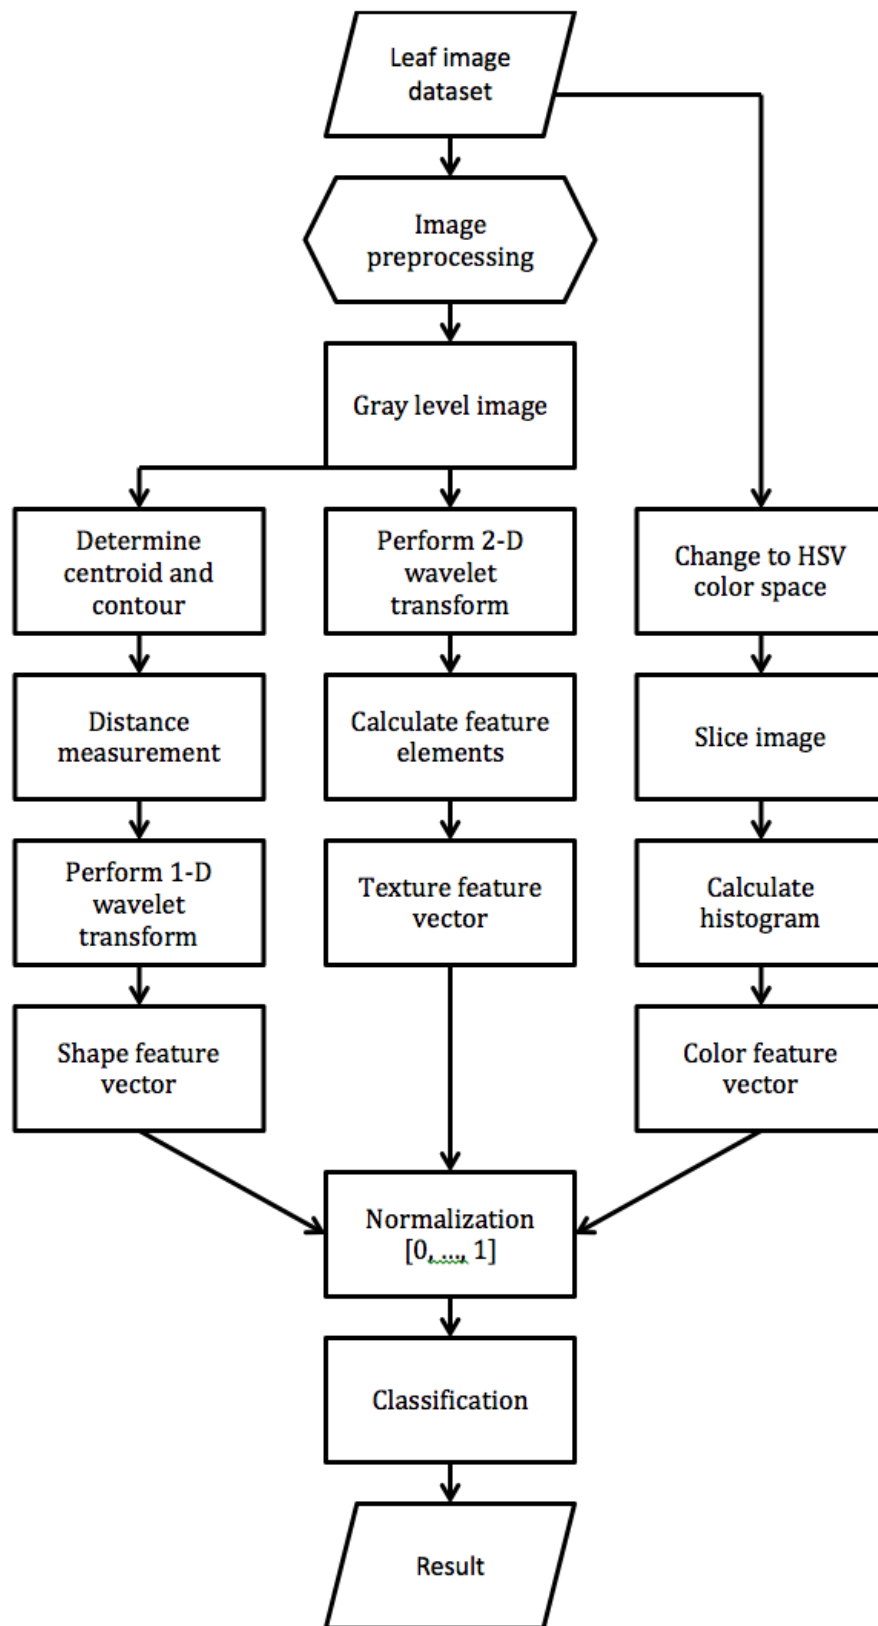 Leaf image
dataset
Image
preprocessing
Gray level image
Determine
centroid and
contour
Perform 2-D
wavelet
transform
Change to HSV
color space
Distance
measurement
Calculate feature
elements
Slice image
Perform 1-D
wavelet
transform
Texture feature
vector
Calculate
histogram
Shape feature
vector
Color feature
vector
Normalization
[0, ..., 1]
Classification
Result